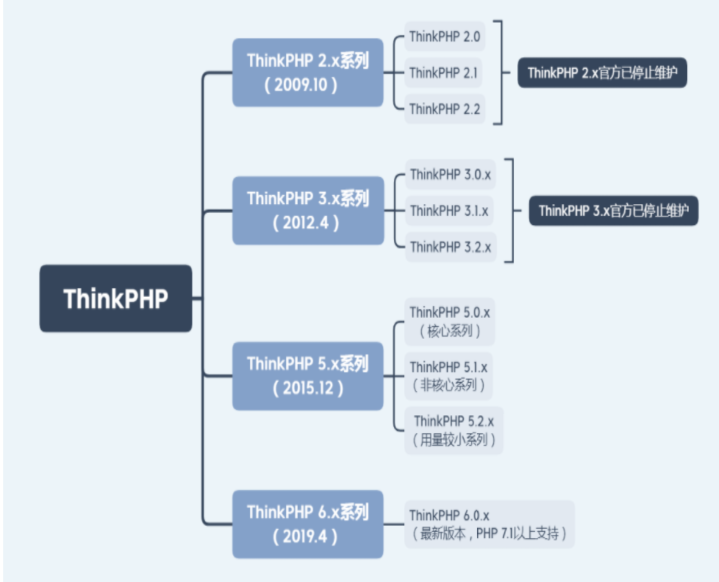 ThinkPHP
ThinkPHP 2.x系列
（2009.10）
ThinkPHP 2.0
ThinkPHP 2.1
ThinkPHP 2.2
ThinkPHP 2.x官方已停止维护
ThinkPHP 3.x系列
（2012.4）
ThinkPHP 3.0.x
ThinkPHP 3.1.x
ThinkPHP 3.2.x
ThinkPHP 3.x官方已停止维护
ThinkPHP 5.x系列
（2015.12）
ThinkPHP 5.0.x
（核心系列）
ThinkPHP 5.1.x
（非核心系列）
ThinkPHP 5.2.x
（用量较小系列）
ThinkPHP 6.x系列
（2019.4）
ThinkPHP 6.0.x
（最新版本，PHP 7.1以上支持）